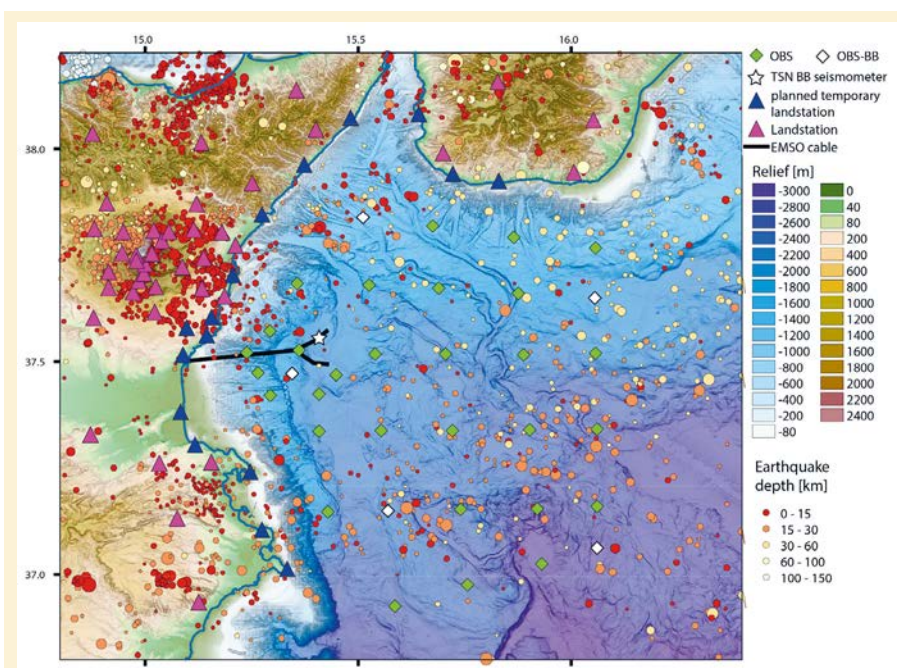 15.0 15.5 16.0
38.0
37.5
37.0
OBS OBS-BB
TSN BB seismometer
planned temporary
landstation
Landstation
EMSO cable
Relief [m]
-3000 0
-2800 40
-2600 80
-2400 200
-2200 400
-2000 600
-1800 800
-1600 1000
-1400 1200
-1200 1400
-1000 1600
-800 1800
-600 2000
-400 2200
-200 2400
-80
Earthquake
depth [km]
0 - 15
15 - 30
30 - 60
60 - 100
100 - 150